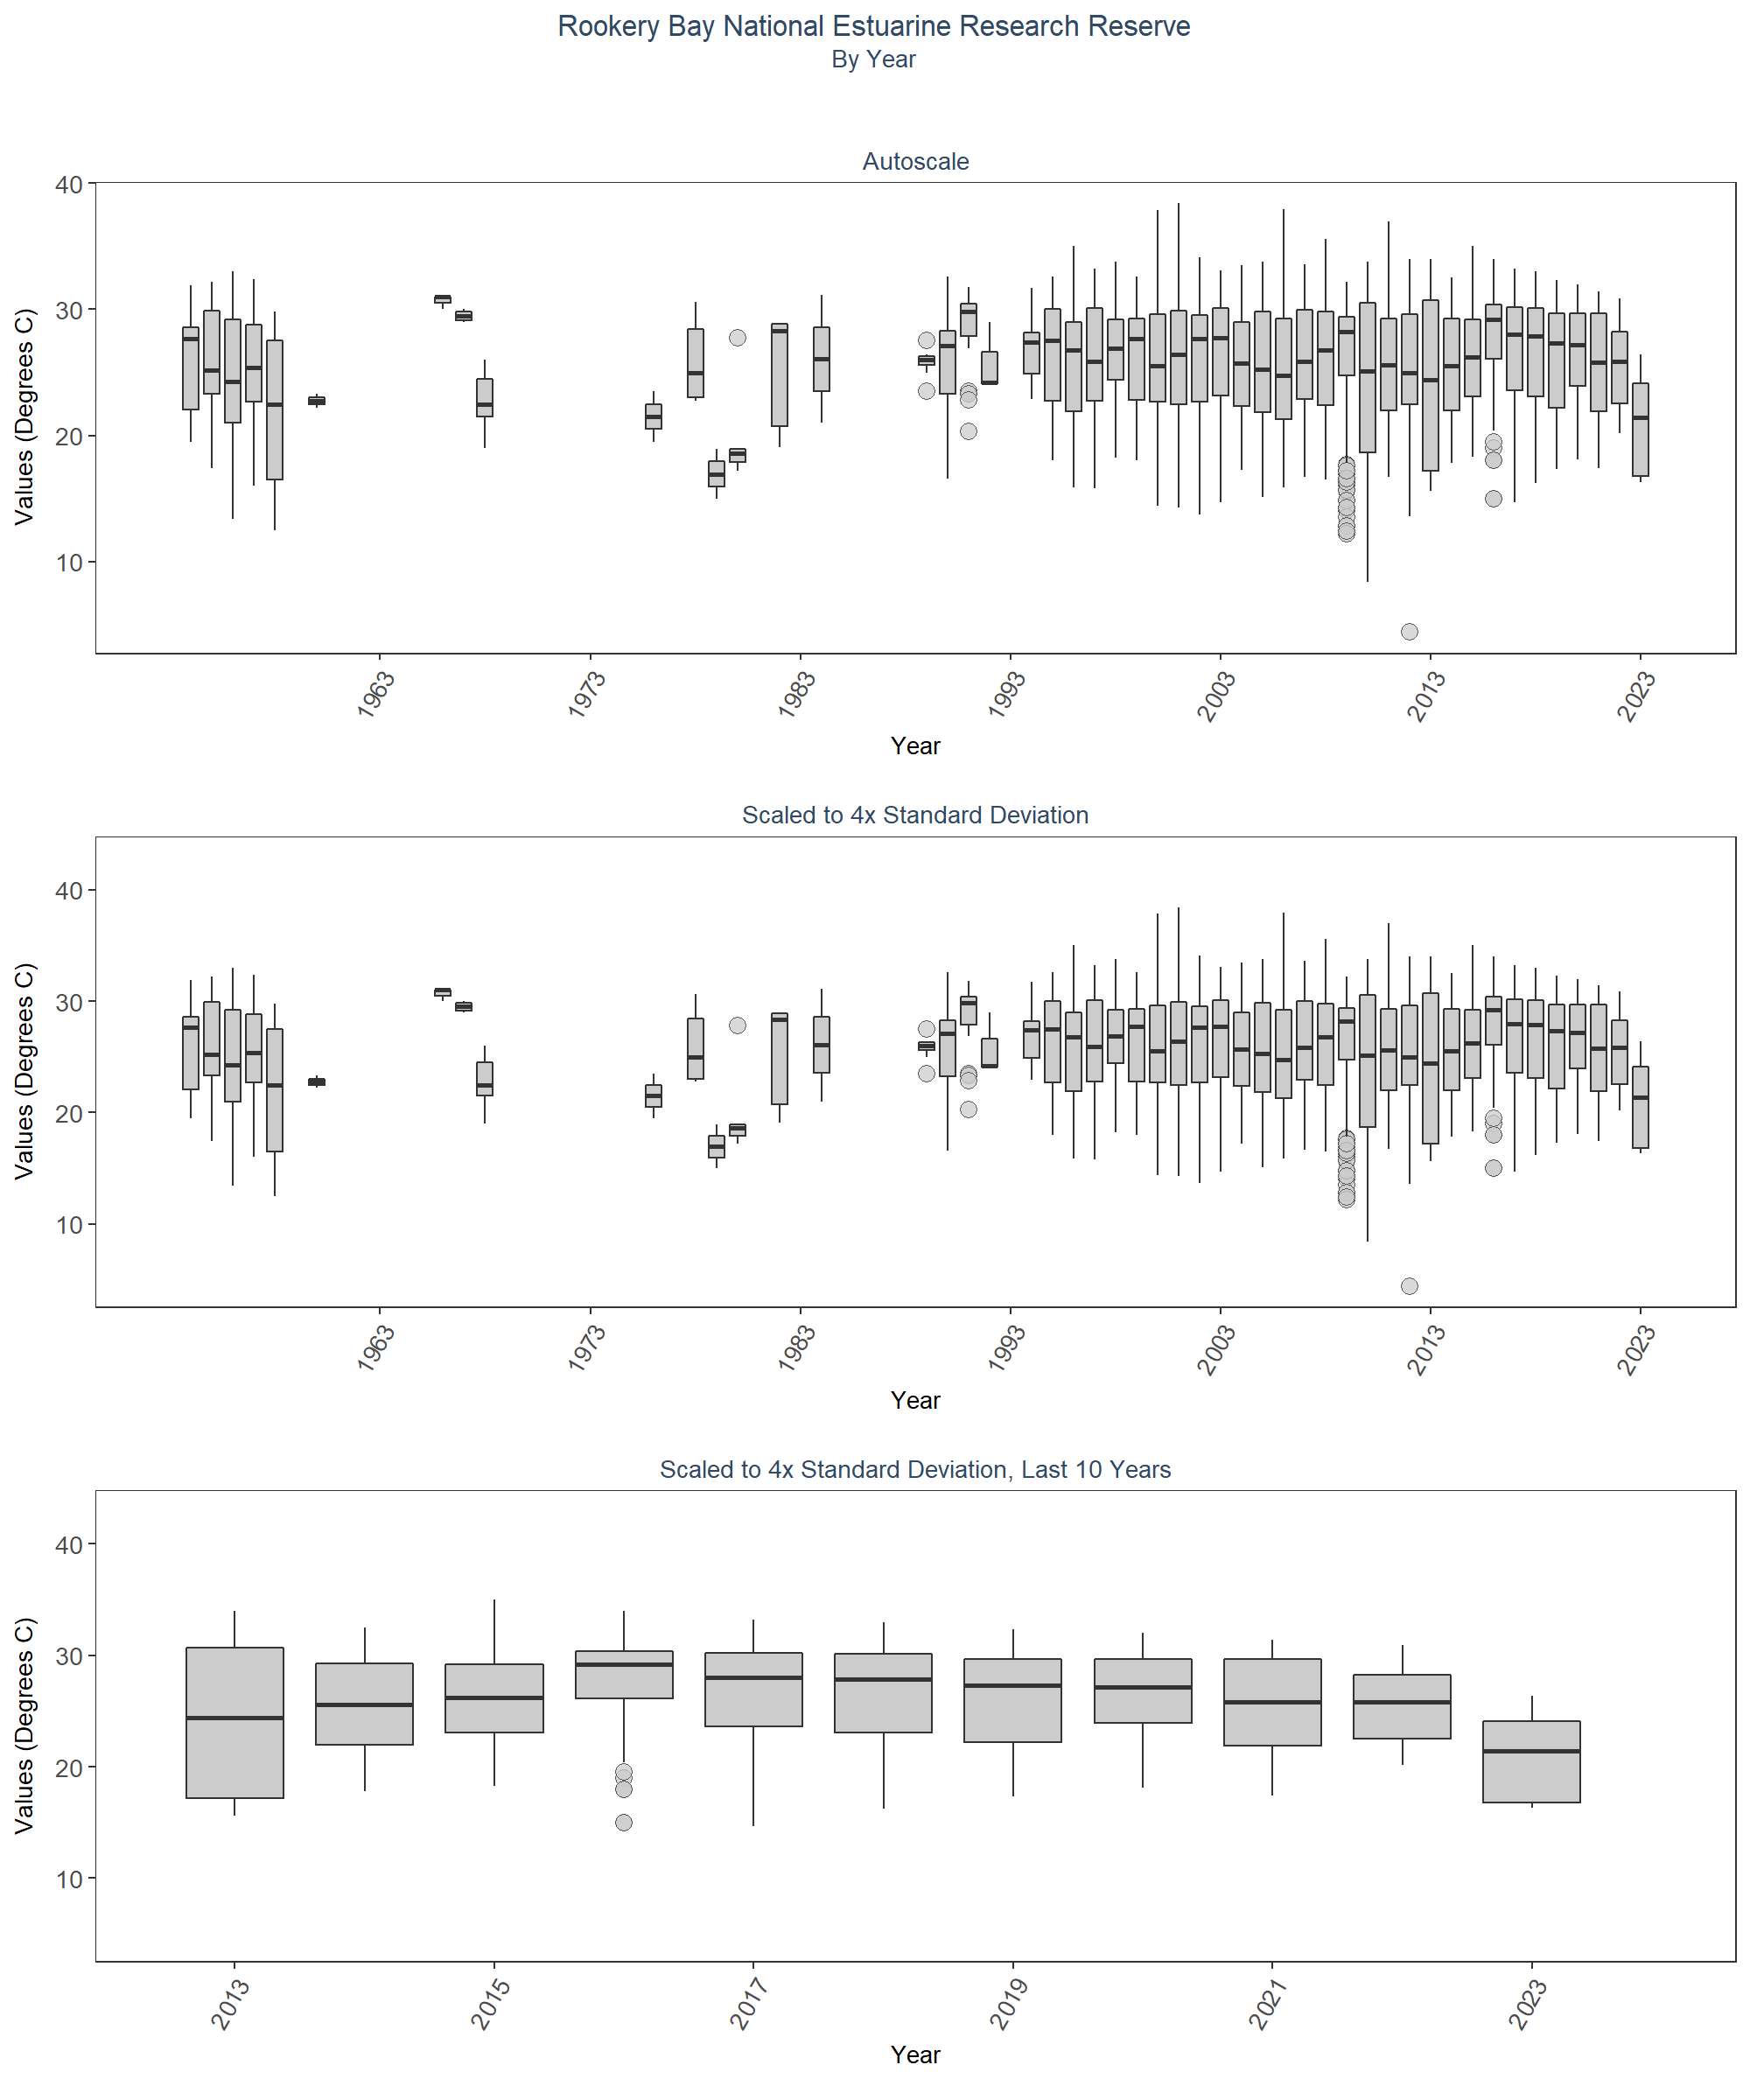 Rookery Bay National Estuarine Research Reserve
By Year
Autoscale
Values (Degrees C)
40
30
20
10
1963
1973
1983
1993
2003
2013
2023
Year
Scaled to 4x Standard Deviation
Values (Degrees C)
40
30
20
10
1963
1973
1983
1993
2003
2013
2023
Year
Scaled to 4x Standard Deviation, Last 10 Years
Values (Degrees C)
40
30
20
10
2013
2015
2017
2019
2021
2023
Year